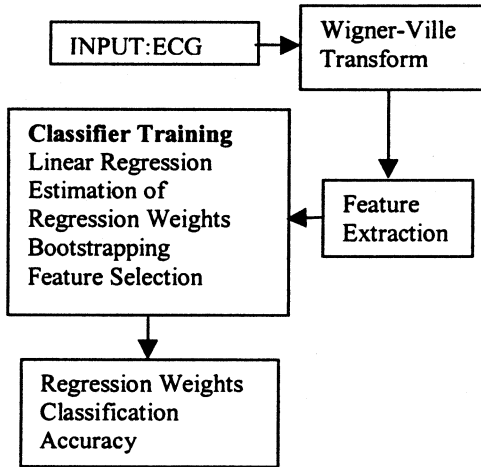 INPUT:ECG
Wigner-Ville
Transform
Feature
Extraction
Classifier Training
Linear Regression
Estimation of
Regression Weights
Bootstrapping
Feature Selection
Regression Weights
Classification
Accuracy